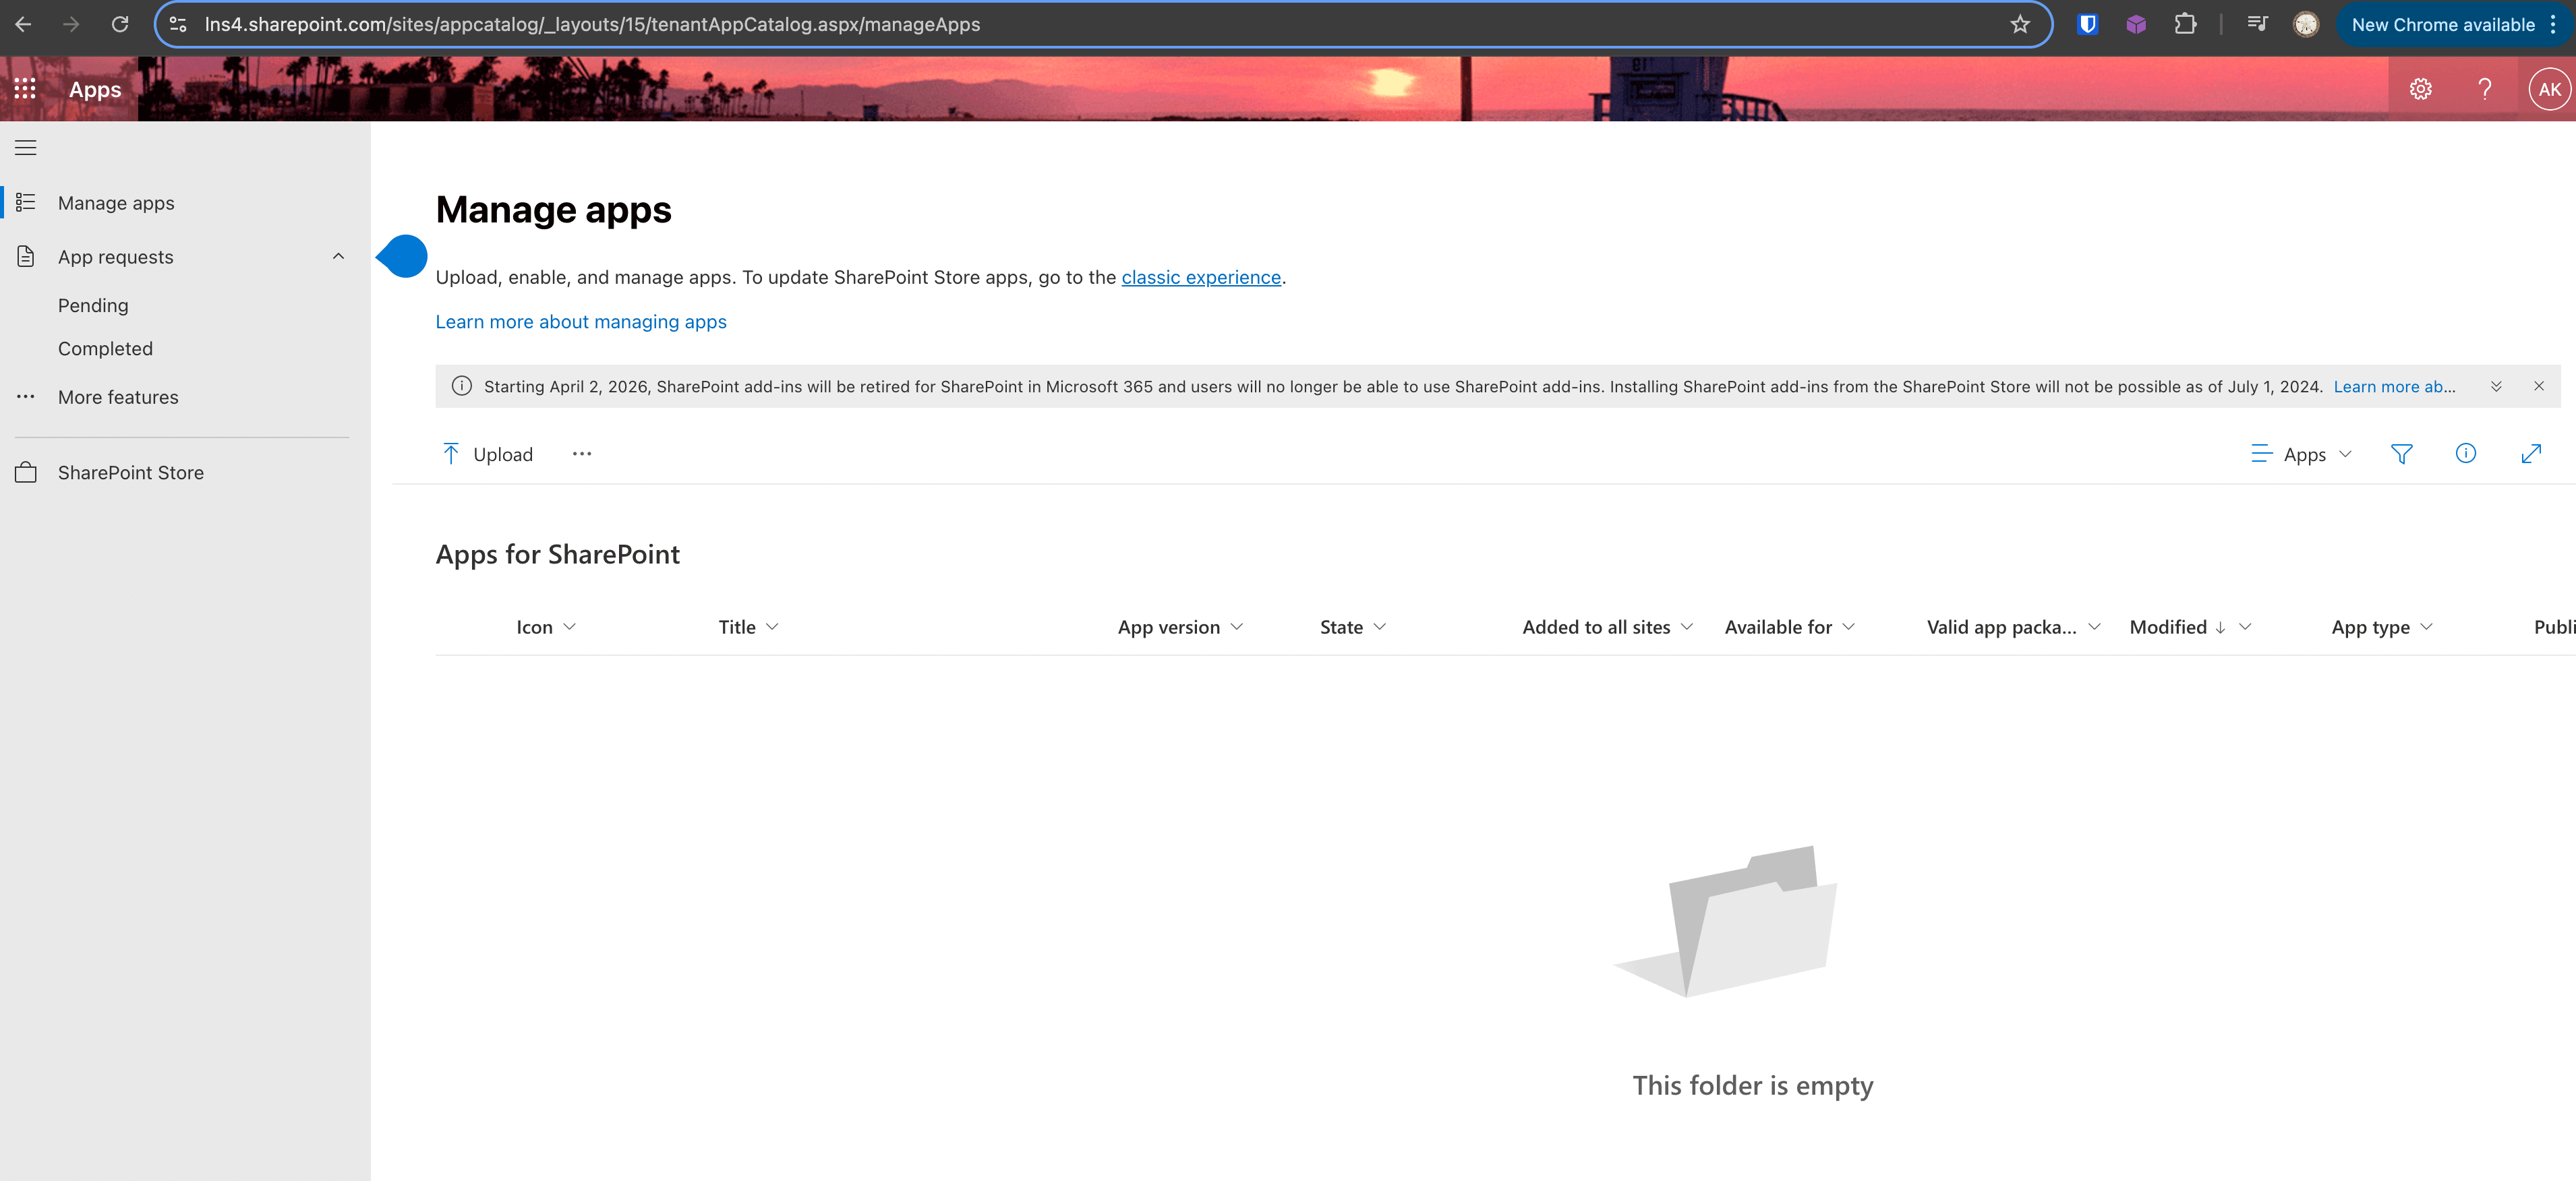 lns4.sharepoint.com/sites/appcatalog/_layouts/15/tenantAppCatalog.aspx/manageApps
New Chrome available
Apps
AK
Manage apps
App requests
Pending
Completed
More features
SharePoint Store
Manage apps
Upload, enable, and manage apps. To update SharePoint Store apps, go to the classic experience.
Learn more about managing apps
Starting April 2, 2026, SharePoint add-ins will be retired for SharePoint in Microsoft 365 and users will no longer be able to use SharePoint add-ins. Installing SharePoint add-ins from the SharePoint Store will not be possible as of July 1, 2024. Learn more ab...
Upload
Apps
Apps for SharePoint
Icon Title App version State Added to all sites Available for Valid app packa... Modified App type Publi
This folder is empty